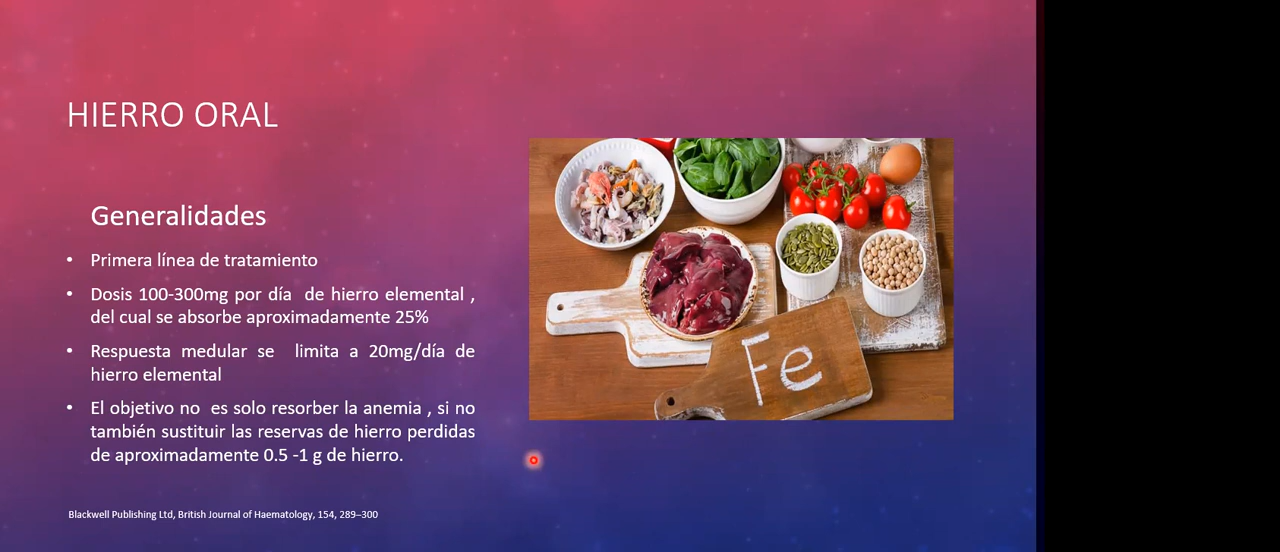 HIERRO ORAL
Generalidades
• Primera línea de tratamiento
• Dosis 100-300mg por día de hierro elemental ,
del cual se absorbe aproximadamente 25%
• Respuesta medular se limita a 20mg/día de
hierro elemental
• El objetivo no es solo resorber la anemia , si no
también sustituir las reservas de hierro perdidas
de aproximadamente 0.5 -1 g de hierro.
Fe
Blackwell Publishing Ltd, British Journal of Haematology, 154, 289–300